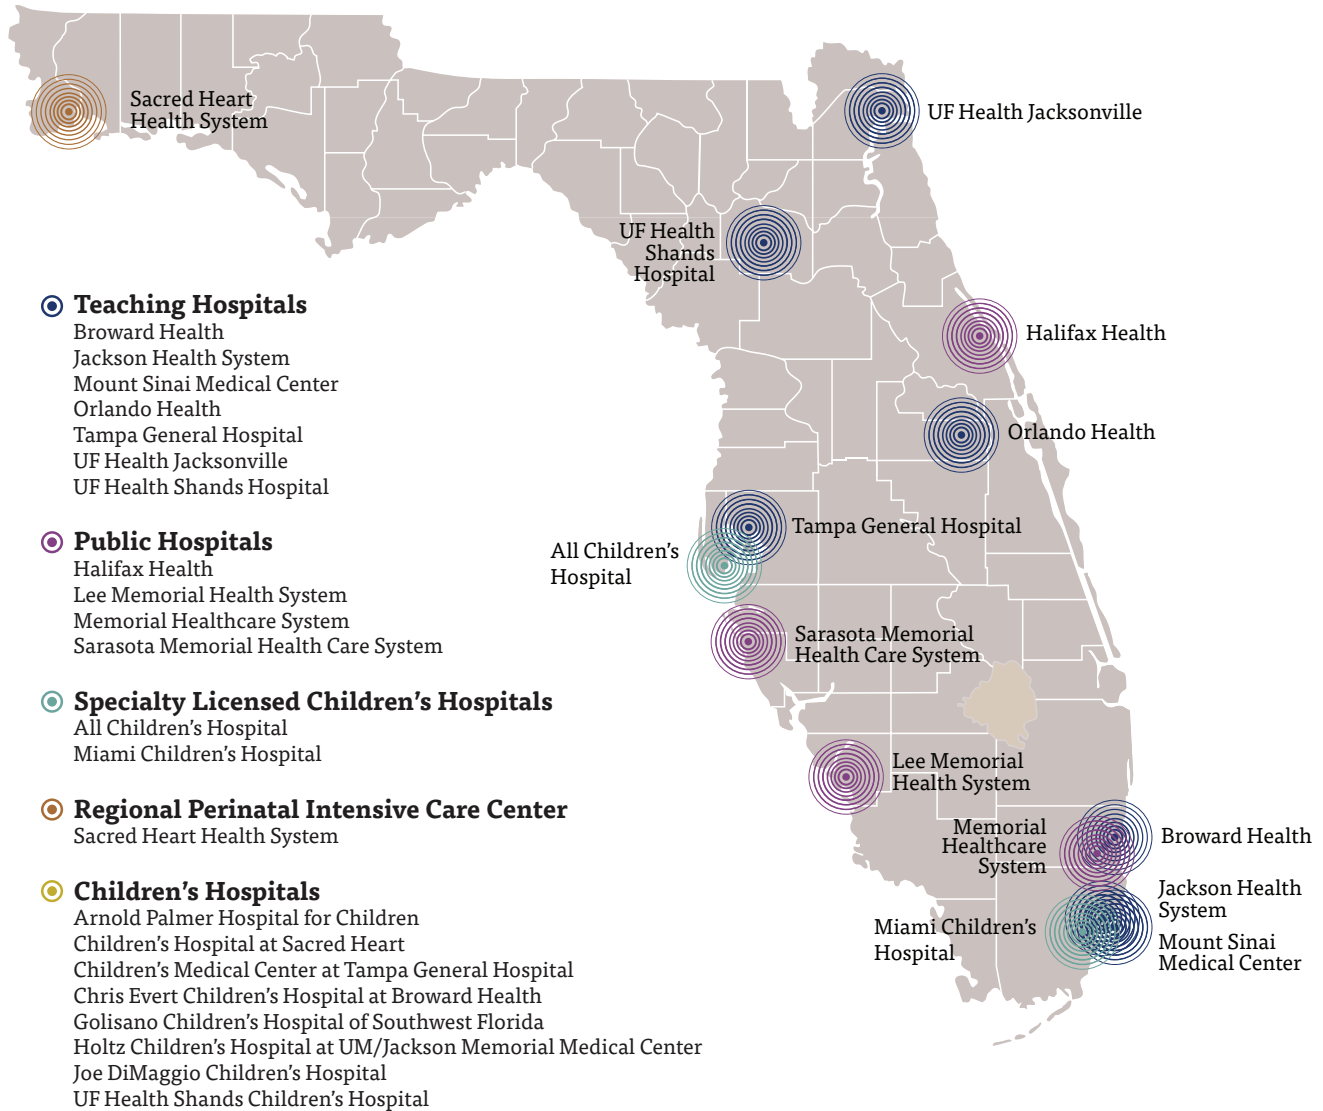 Sacred Heart
Health System
UF Health Jacksonville
UF Health
Shands
Hospital
Halifax Health
Orlando Health
Tampa General Hospital
All Children's
Hospital
Sarasota Memorial
Health Care System
Lee Memorial
Health System
Memorial
Healthcare
System
Broward Health
Jackson Health
System
Miami Children's
Hospital
Mount Sinai
Medical Center
Teaching Hospitals
Broward Health
Jackson Health System
Mount Sinai Medical Center
Orlando Health
Tampa General Hospital
UF Health Jacksonville
UF Health Shands Hospital
Public Hospitals
Halifax Health
Lee Memorial Health System
Memorial Healthcare System
Sarasota Memorial Health Care System
Specialty Licensed Children's Hospitals
All Children's Hospital
Miami Children's Hospital
Regional Perinatal Intensive Care Center
Sacred Heart Health System
Children's Hospitals
Arnold Palmer Hospital for Children
Children's Hospital at Sacred Heart
Children's Medical Center at Tampa General Hospital
Chris Evert Children's Hospital at Broward Health
Golisano Children's Hospital of Southwest Florida
Holtz Children's Hospital at UM/Jackson Memorial Medical Center
Joe DiMaggio Children's Hospital
UF Health Shands Children's Hospital